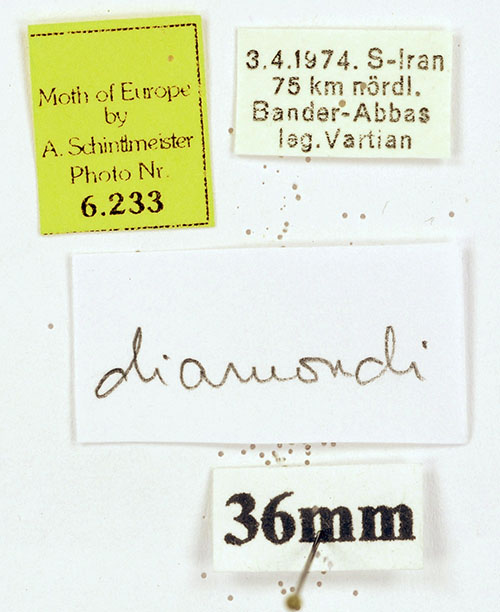 Moth of Europe
by
A. Schintlmeister
Photo Nr.
6.233
3.4.1974. S-Iran
75 km nördl.
Bander-Abbas
leg. Vartian
diamondi
36mm